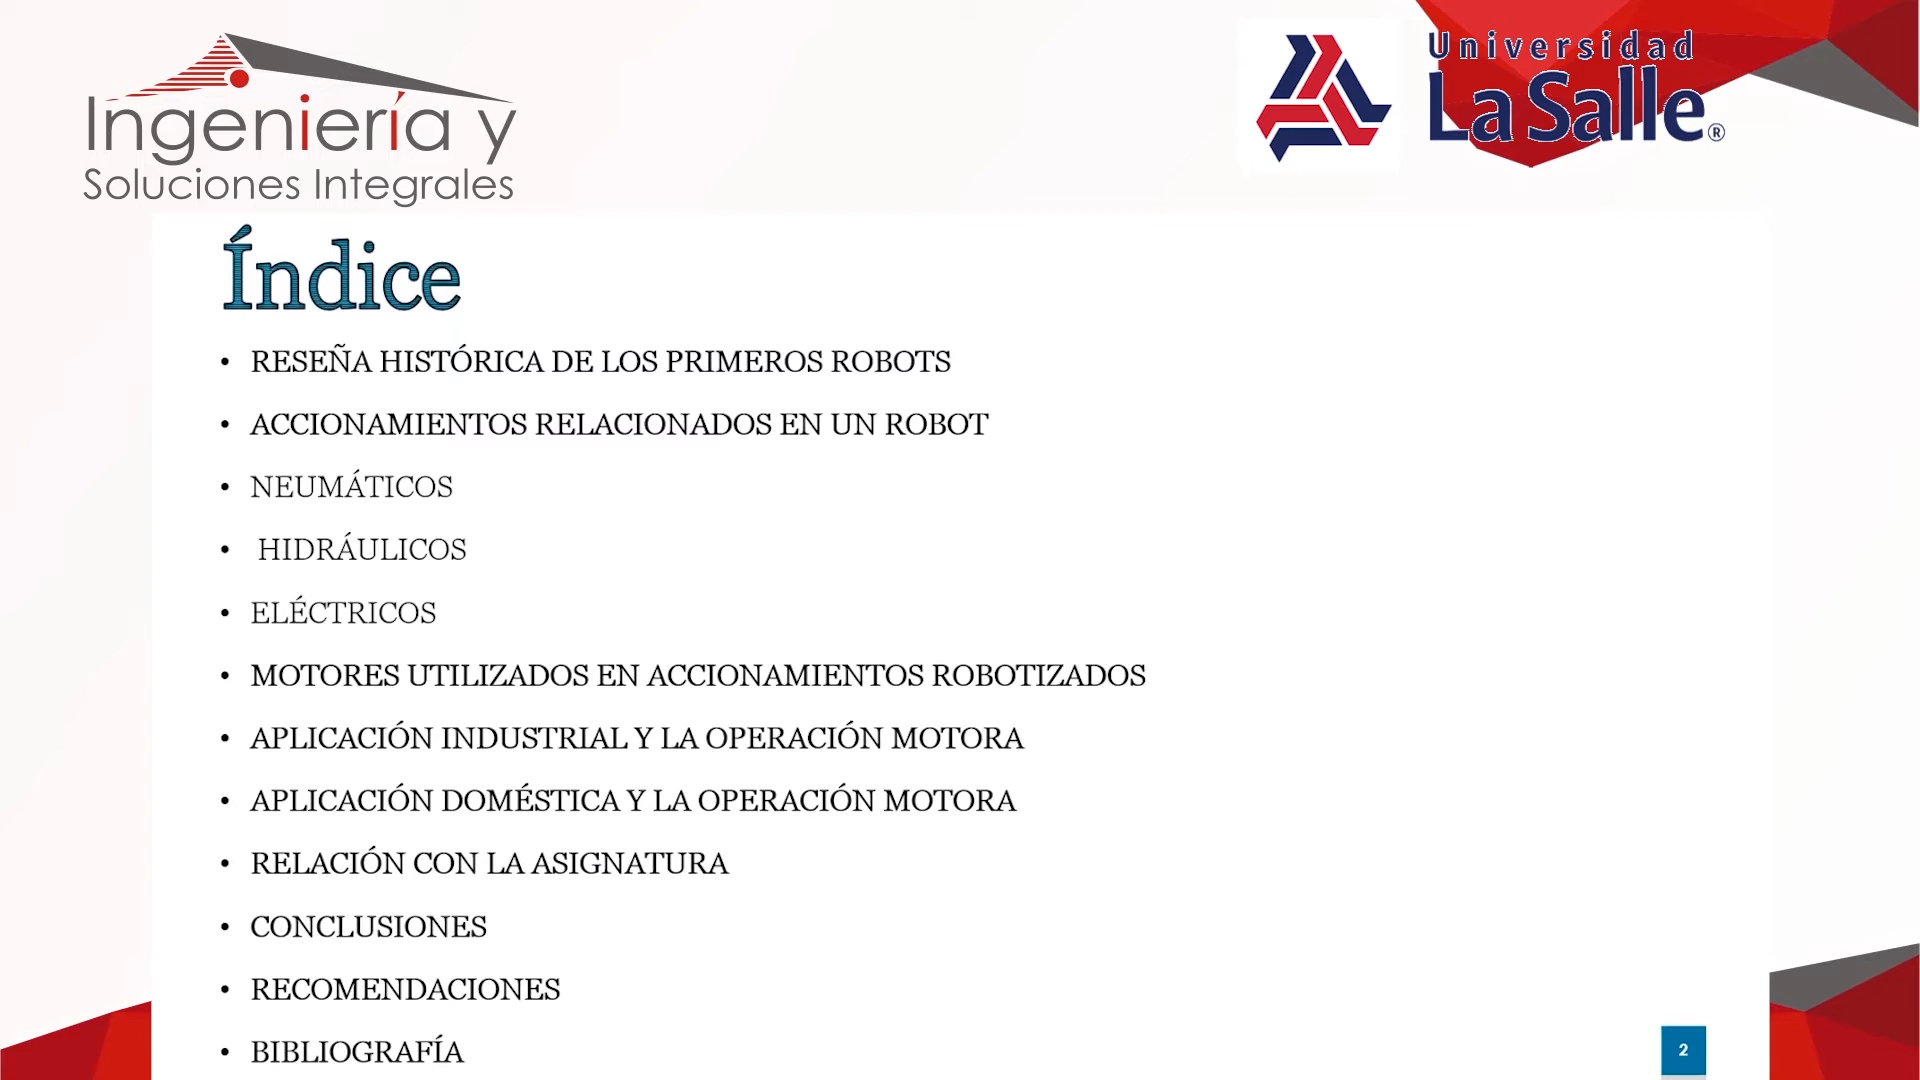 Ingeniería y
Soluciones Integrales
Universidad
La Salle®
Índice
• RESEÑA HISTÓRICA DE LOS PRIMEROS ROBOTS
• ACCIONAMIENTOS RELACIONADOS EN UN ROBOT
• NEUMÁTICOS
• HIDRÁULICOS
• ELÉCTRICOS
• MOTORES UTILIZADOS EN ACCIONAMIENTOS ROBOTIZADOS
• APLICACIÓN INDUSTRIAL Y LA OPERACIÓN MOTORA
• APLICACIÓN DOMÉSTICA Y LA OPERACIÓN MOTORA
• RELACIÓN CON LA ASIGNATURA
• CONCLUSIONES
• RECOMENDACIONES
• BIBLIOGRAFÍA
2